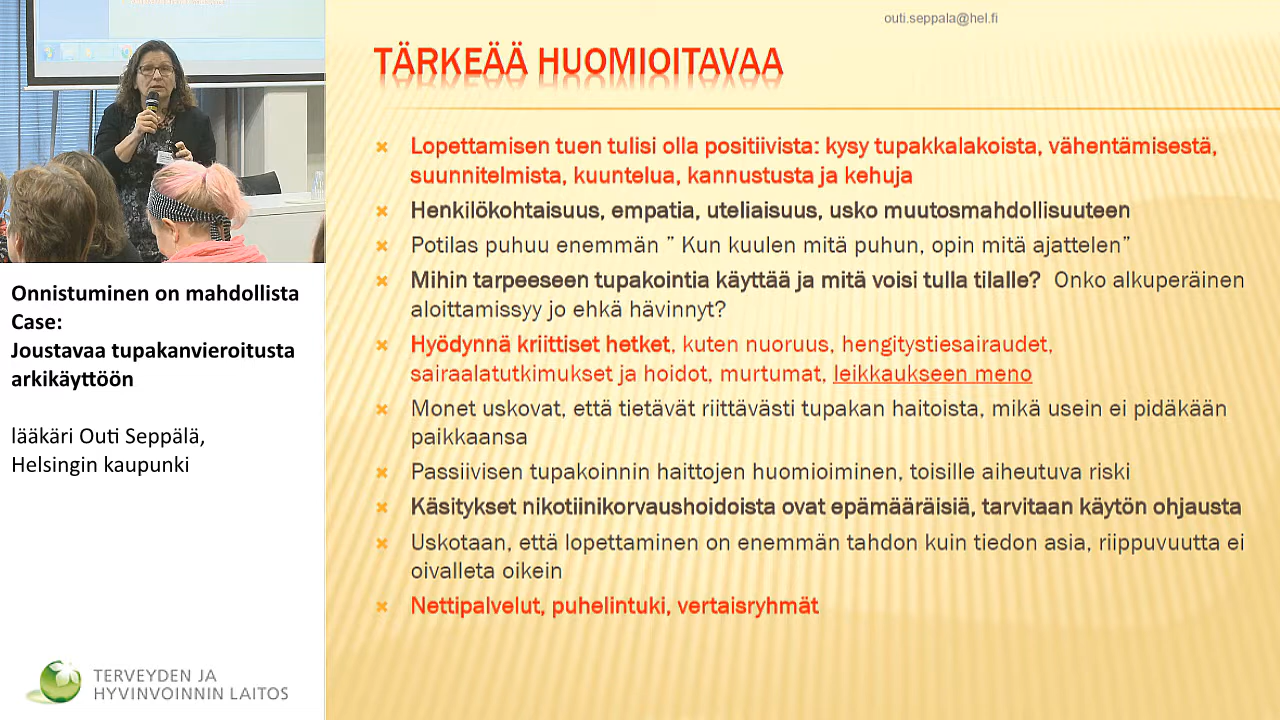 outi.seppala@hel.fi
TÄRKEÄÄ HUOMIOITAVAA
Lopettamisen tuen tulisi olla positiivista: kysy tupakkalakoista, vähentämisestä,
suunnitelmista, kuuntelua, kannustusta ja kehuja
Henkilökohtaisuus, empatia, uteliaisuus, usko muutosmahdollisuuteen
Potilas puhuu enemmän ” Kun kuulen mitä puhun, opin mitä ajattelen”
Mihin tarpeeseen tupakointia käyttää ja mitä voisi tulla tilalle? Onko alkuperäinen
aloittamissyy jo ehkä hävinnyt?
Hyödynnä kriittiset hetket, kuten nuoruus, hengitystiesairaudet,
sairaalatutkimukset ja hoidot, murtumat, leikkaukseen meno
Monet uskovat, että tietävät riittävästi tupakan haitoista, mikä usein ei pidäkään
paikkaansa
Passiivisen tupakoinnin haittojen huomioiminen, toisille aiheutuva riski
Käsitykset nikotiinikorvaushoidoista ovat epämääräisiä, tarvitaan käytön ohjausta
Uskotaan, että lopettaminen on enemmän tahdon kuin tiedon asia, riippuvuutta ei
oivalleta oikein
Nettipalvelut, puhelintuki, vertaisryhmät
Onnistuminen on mahdollista
Case:
Joustavaa tupakanvieroitusta
arkikäyttöön
lääkäri Outi Seppälä,
Helsingin kaupunki
TERVEYDEN JA
HYVINVOINNIN LAITOS